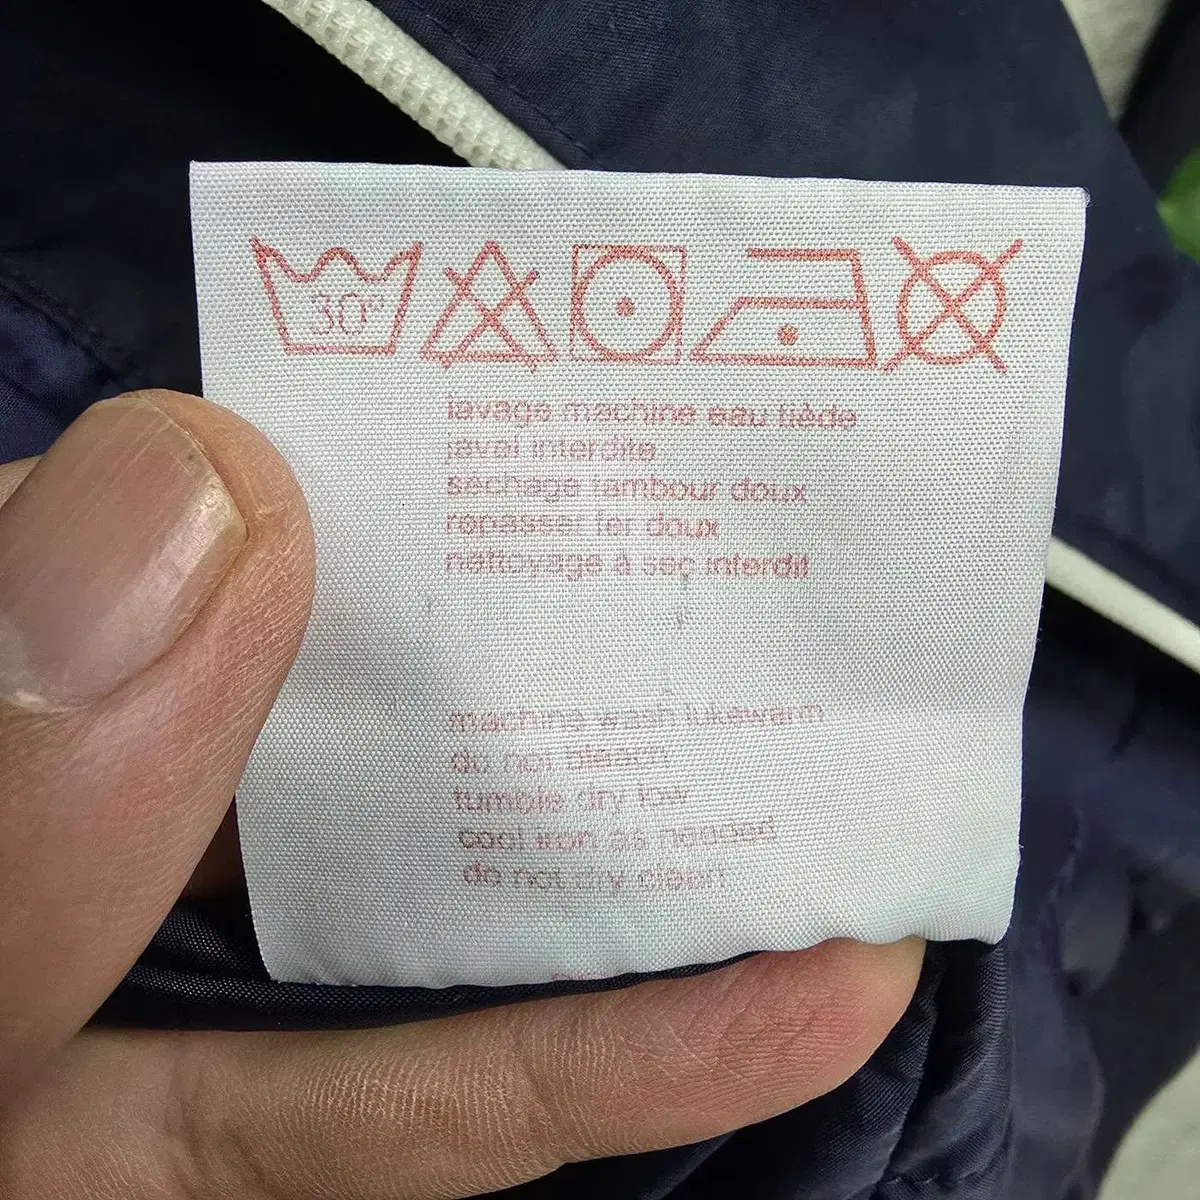 30°
lavage machine eau tiède
javel interdite
sechage tambour doux
repasser fer doux
nettoyage à sec interdit
machine wash lukewarm
do not bleach
tumble dry low
cool iron as needed
do not dry clean